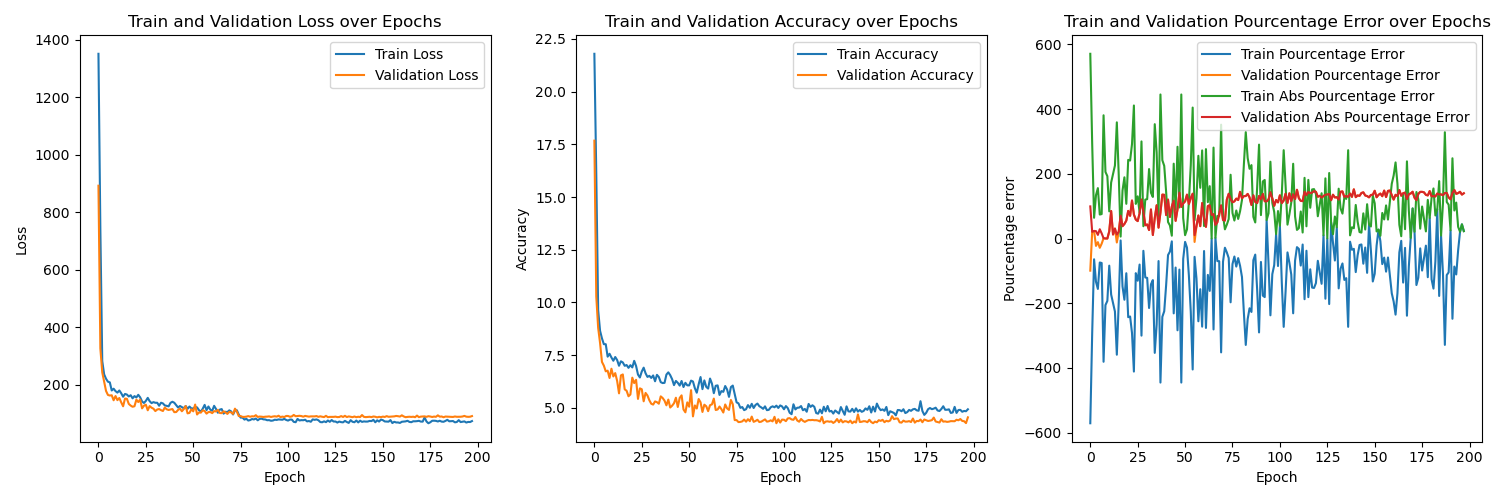 Train and Validation Loss over Epochs
1400
1200
1000
800
600
400
200
Loss
0 25 50 75 100 125 150 175 200
Epoch
Train Loss
Validation Loss
Train and Validation Accuracy over Epochs
22.5
20.0
17.5
15.0
12.5
10.0
7.5
5.0
Accuracy
0 25 50 75 100 125 150 175 200
Epoch
Train Accuracy
Validation Accuracy
Train and Validation Pourcentage Error over Epochs
600
400
200
0
−200
−400
−600
Pourcentage error
0 25 50 75 100 125 150 175 200
Epoch
Train Pourcentage Error
Validation Pourcentage Error
Train Abs Pourcentage Error
Validation Abs Pourcentage Error